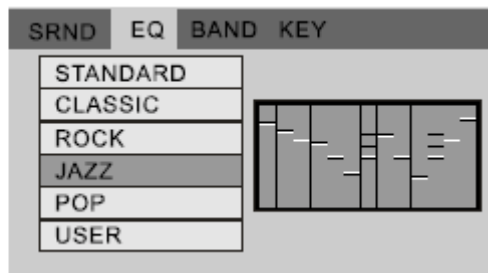 SRND EQ BAND KEY
STANDARD
CLASSIC
ROCK
JAZZ
POP
USER